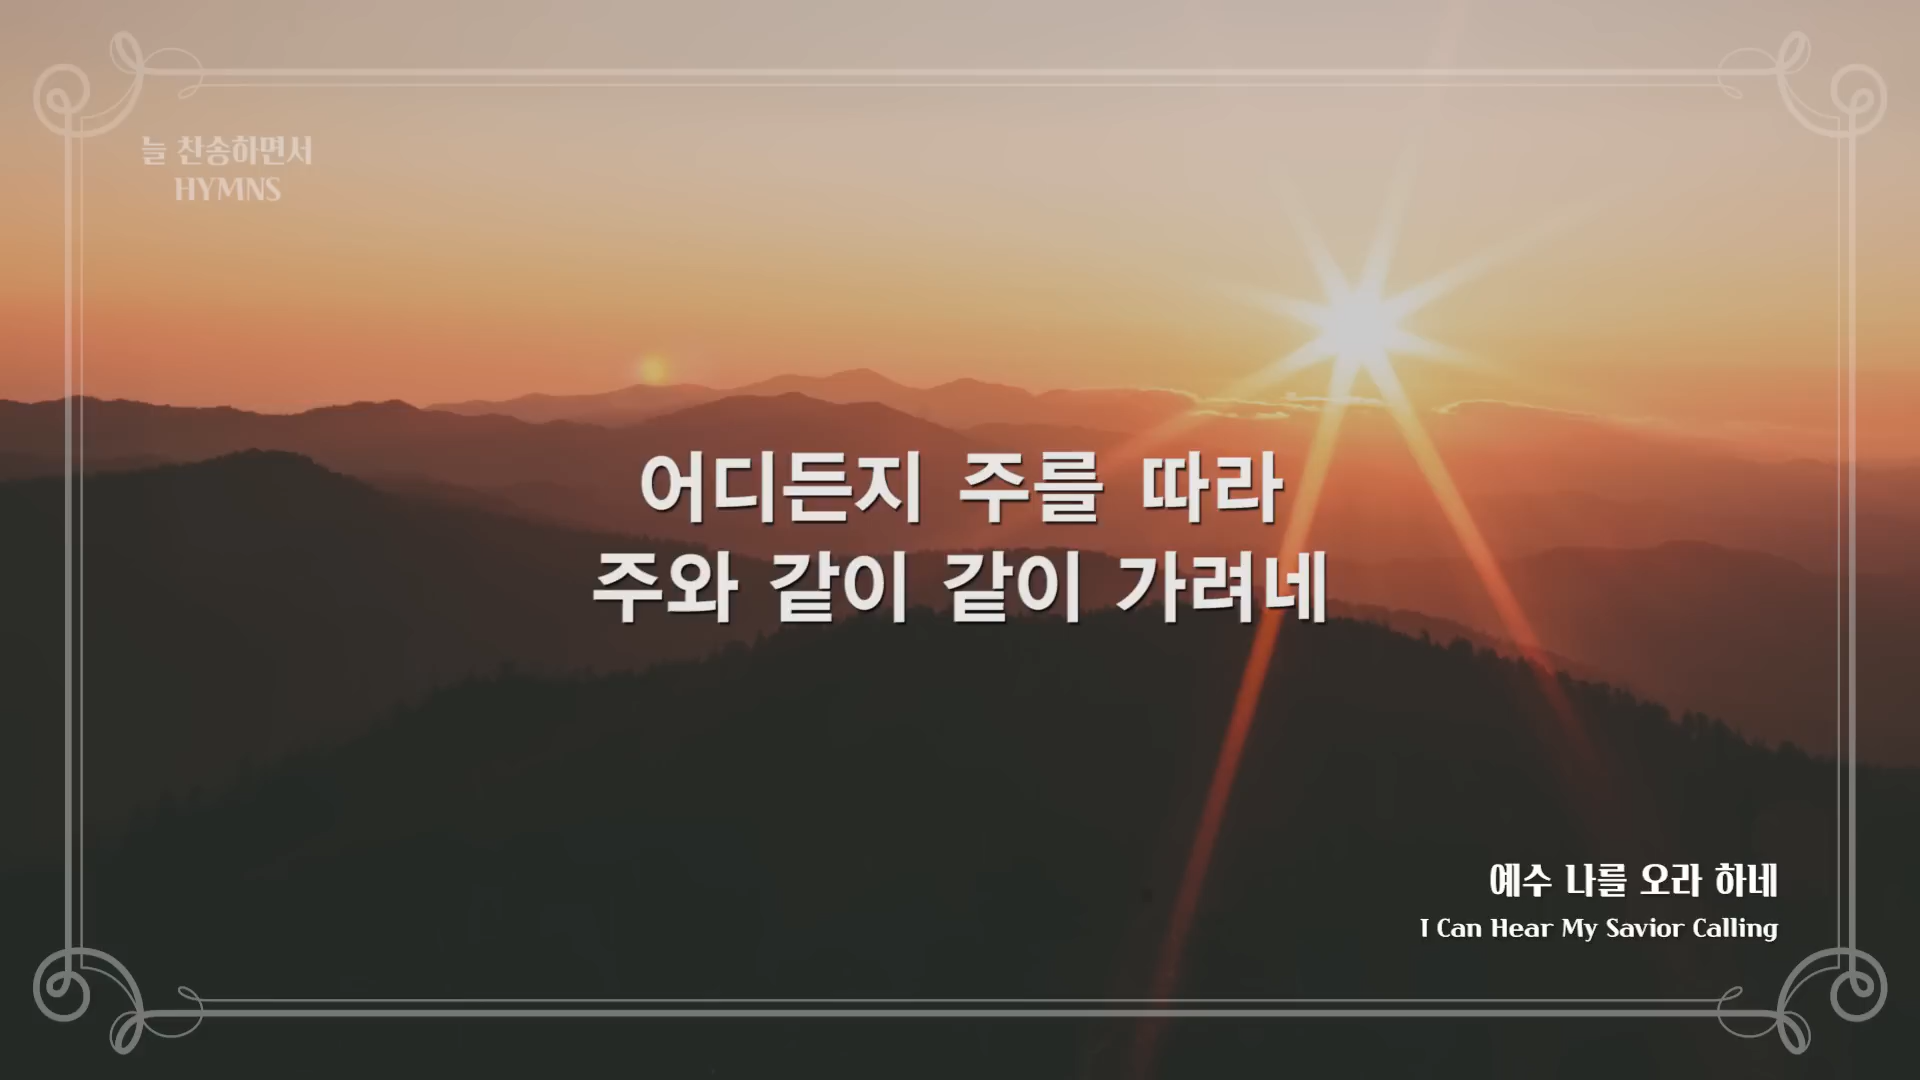 늘 찬송하면서
HYMNS
어디든지 주를 따라
주와 같이 같이 가려네
예수 나를 오라 하네
I Can Hear My Savior Calling